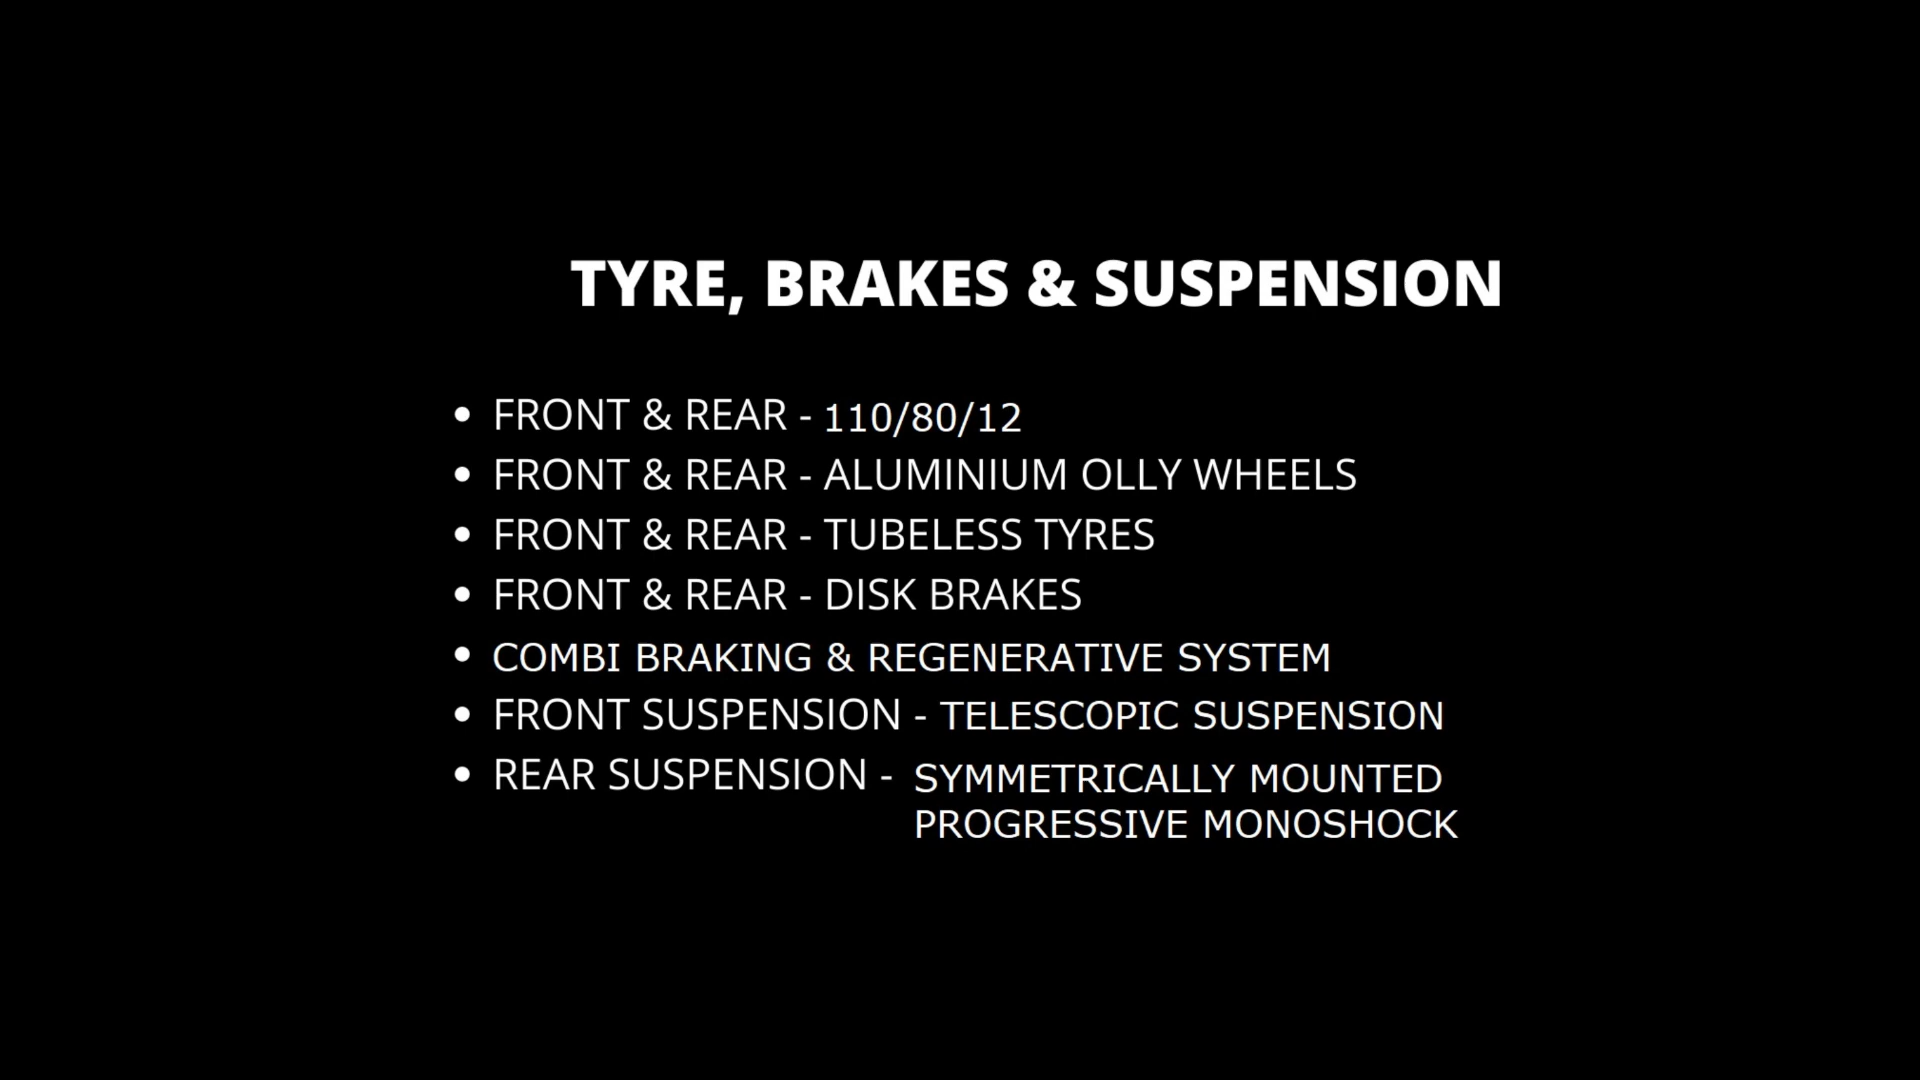 TYRE, BRAKES & SUSPENSION
• FRONT & REAR - 110/80/12
• FRONT & REAR - ALUMINIUM OLLY WHEELS
• FRONT & REAR - TUBELESS TYRES
• FRONT & REAR - DISK BRAKES
• COMBI BRAKING & REGENERATIVE SYSTEM
• FRONT SUSPENSION - TELESCOPIC SUSPENSION
• REAR SUSPENSION - SYMMETRICALLY MOUNTED
PROGRESSIVE MONOSHOCK